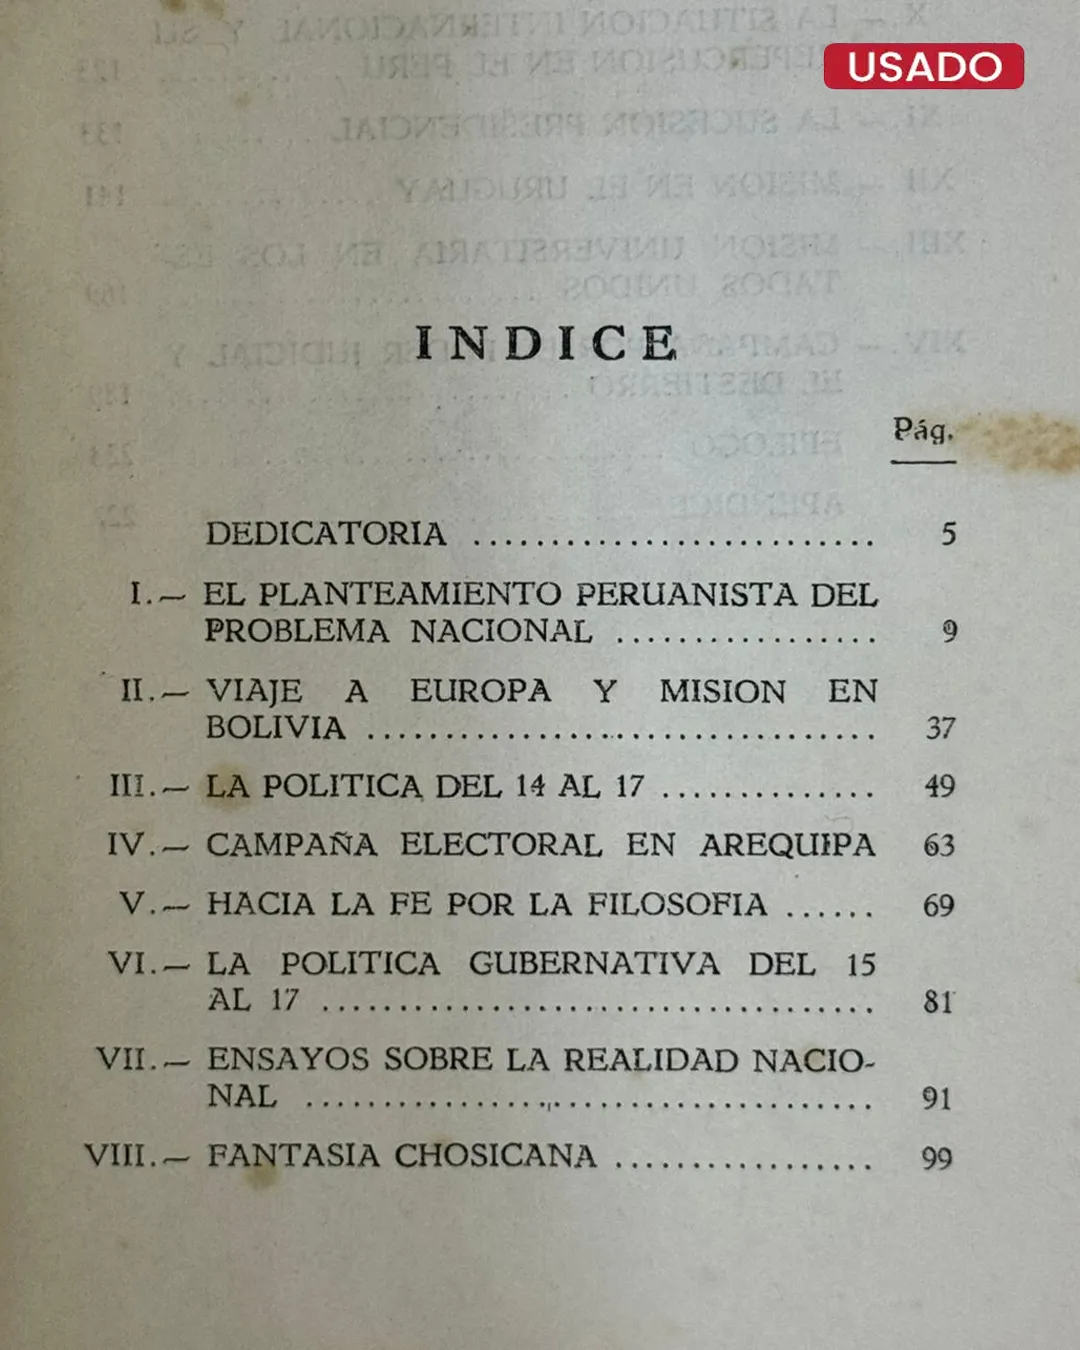 USADO
INDICE
Pág.
DEDICATORIA .......................... 5
I.— EL PLANTEAMIENTO PERUANISTA DEL
PROBLEMA NACIONAL ................. 9
II.— VIAJE A EUROPA Y MISION EN
BOLIVIA ................................. 37
III.— LA POLITICA DEL 14 AL 17 .............. 49
IV.— CAMPAÑA ELECTORAL EN AREQUIPA 63
V.— HACIA LA FE POR LA FILOSOFIA ...... 69
VI.— LA POLITICA GUBERNATIVA DEL 15
AL 17 .................................... 81
VII.— ENSAYOS SOBRE LA REALIDAD NACIO-
NAL ..................................... 91
VIII.— FANTASIA CHOSICANA ................. 99